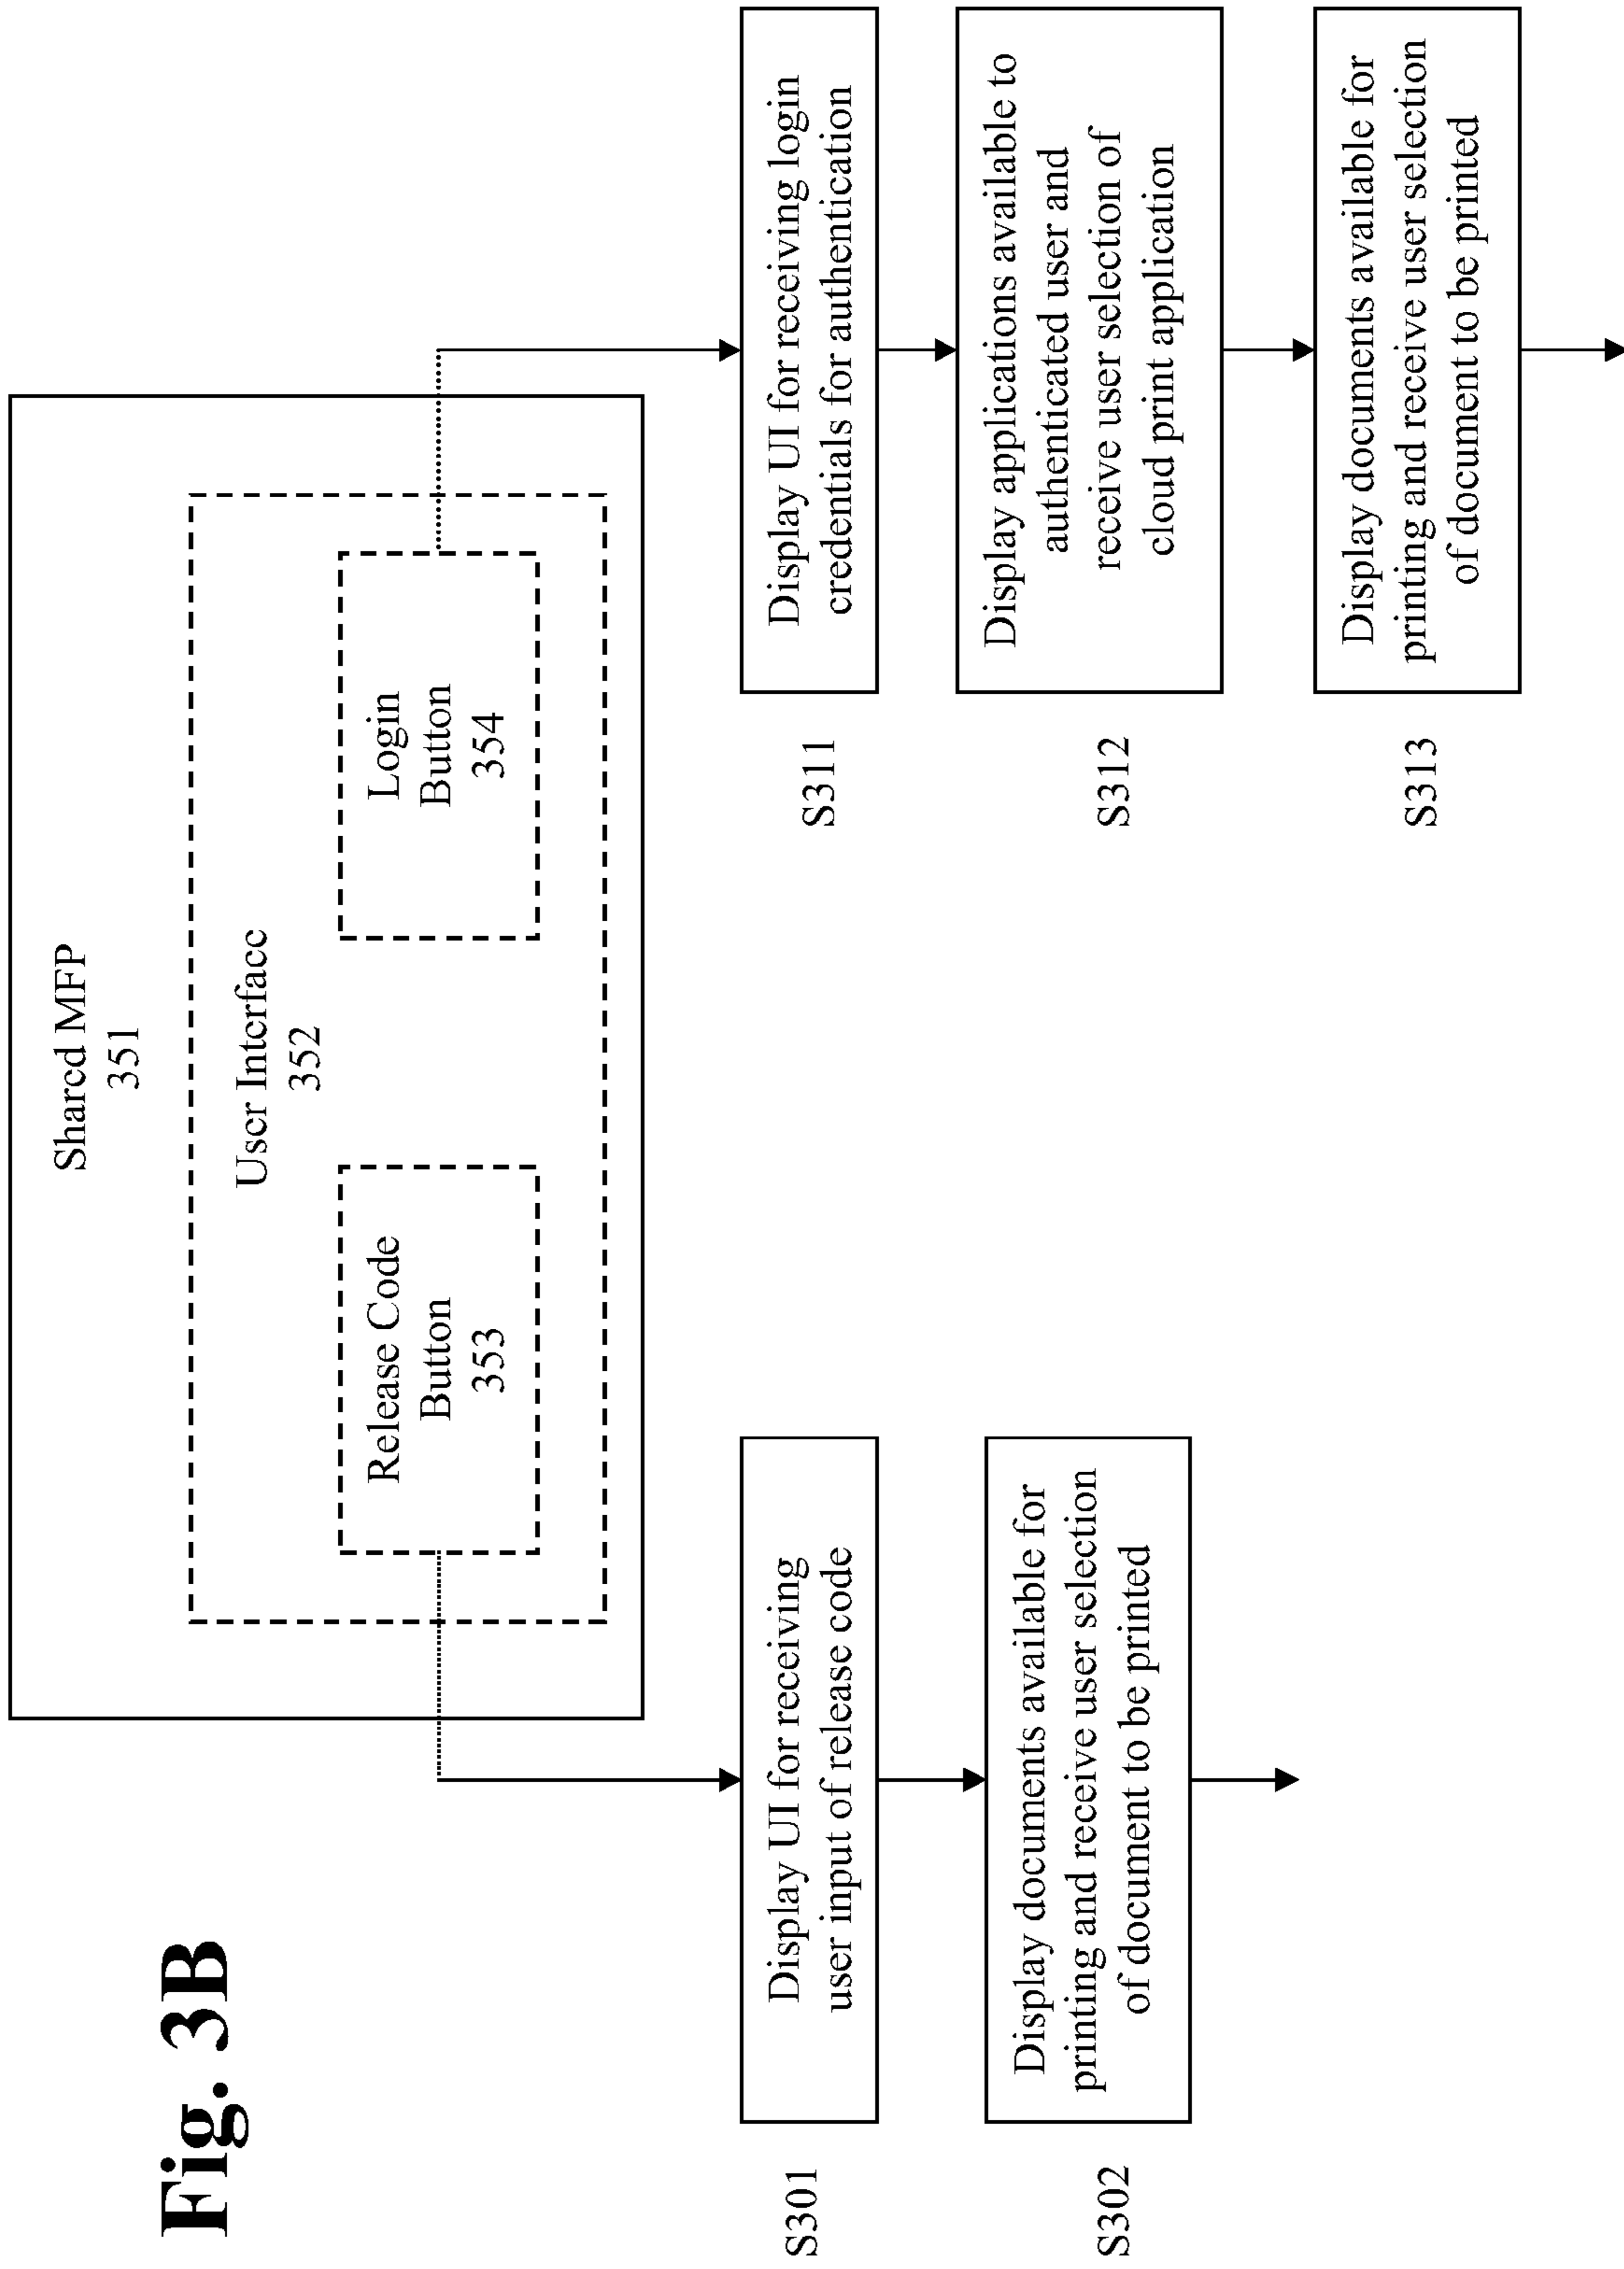 Fig. 3B
Shared MFP
351
User Interface
352
Release Code
Button
353
Login
Button
354
S301
Display UI for receiving
user input of release code
S302
Display documents available for
printing and receive user selection
of document to be printed
S311
Display UI for receiving login
credentials for authentication
S312
Display applications available to
authenticated user and
receive user selection of
cloud print application
S313
Display documents available for
printing and receive user selection
of document to be printed